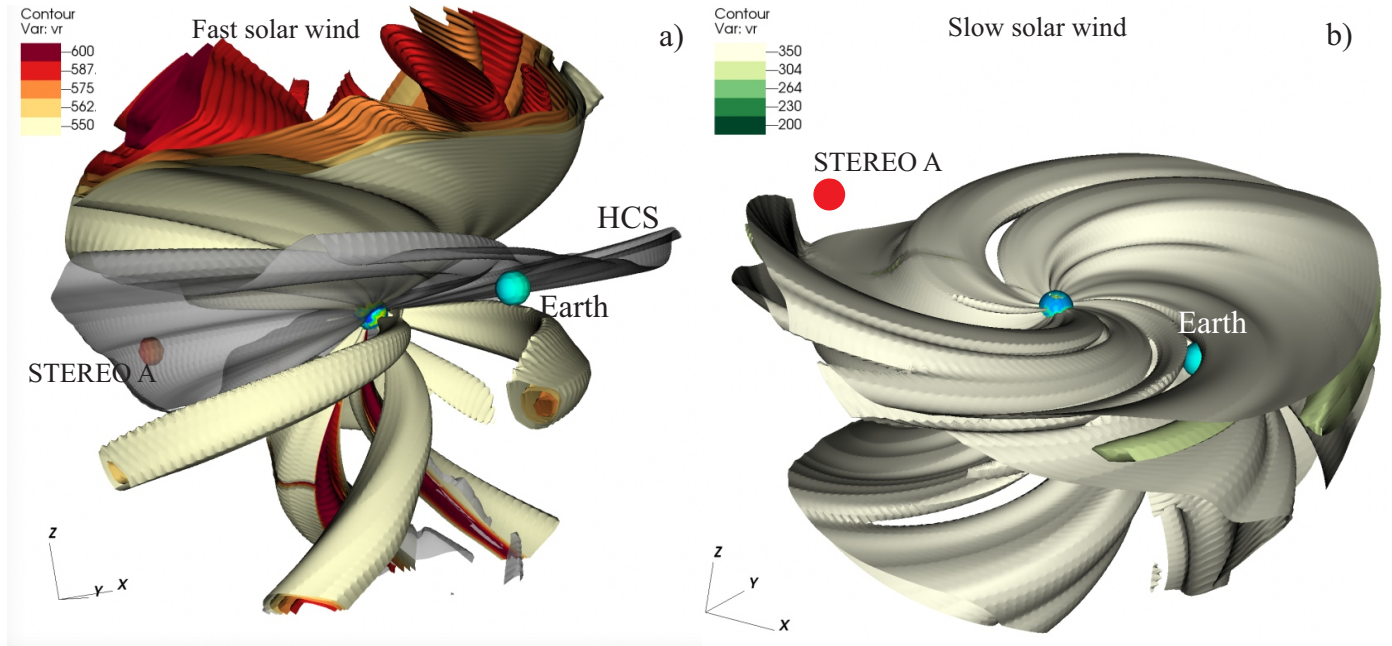 Contour
Var: vr
600
587.
575
562.
550
Fast solar wind
a)
HCS
Earth
STEREO A
Z
Y
X
Contour
Var: vr
350
304
264
230
200
Slow solar wind
b)
STEREO A
Earth
Z
Y
X